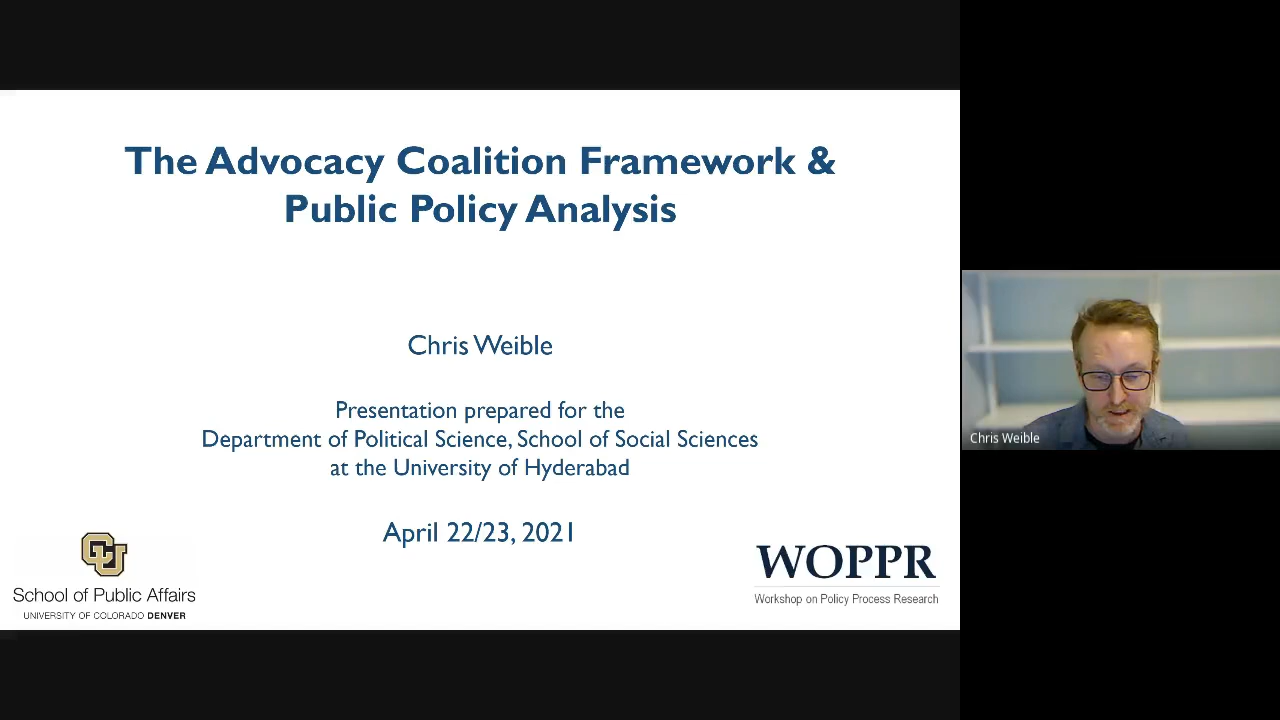 The Advocacy Coalition Framework &
Public Policy Analysis
Chris Weible
Presentation prepared for the
Department of Political Science, School of Social Sciences
at the University of Hyderabad
April 22/23, 2021
CU
School of Public Affairs
UNIVERSITY OF COLORADO DENVER
WOPPR
Workshop on Policy Process Research
Chris Weible